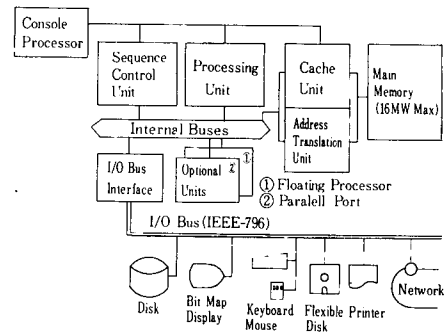 Console
Processor
Sequence
Control
Unit
Processing
Unit
Cache
Unit
Address
Translation
Unit
Main
Memory
(16MW Max)
Internal Buses
I/O Bus
Interface
Optional
Units
②
①
① Floating Processor
② Paralell Port
I/O Bus (IEEE-796)
Disk
Bit Map
Display
Keyboard
Mouse
Flexible
Disk
Printer
Network